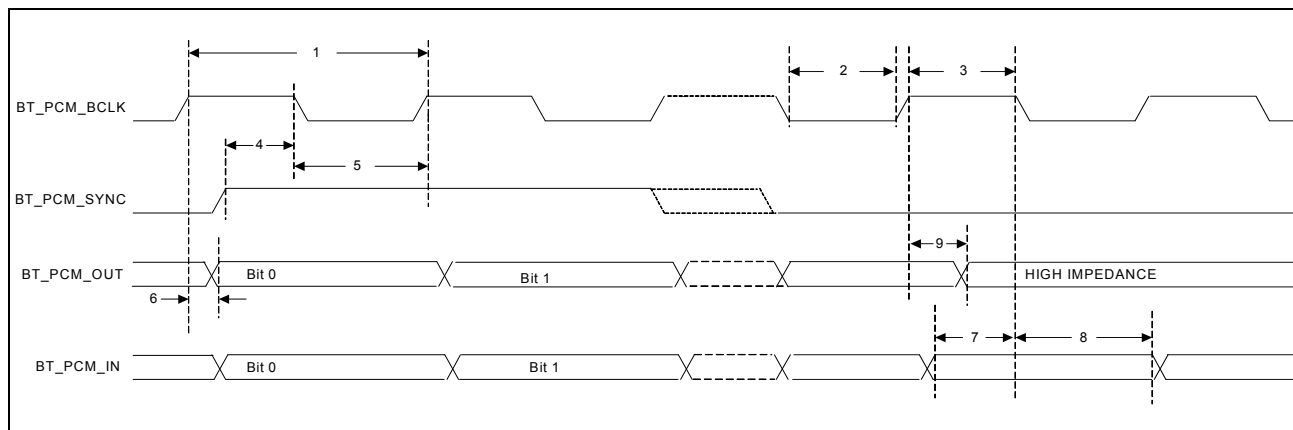 1
2
3
BT_PCM_BCLK
4
5
BT_PCM_SYNC
9
BT_PCM_OUT
Bit 0
Bit 1
HIGH IMPEDANCE
6
7
8
BT_PCM_IN
Bit 0
Bit 1